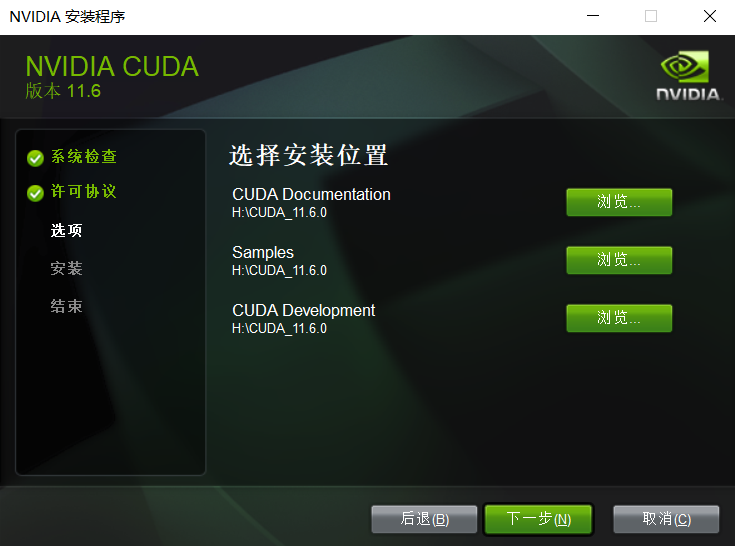 NVIDIA 安装程序
NVIDIA CUDA
版本 11.6
NVIDIA.
系统检查
许可协议
选项
安装
结束
选择安装位置
CUDA Documentation
H:\CUDA_11.6.0
浏览...
Samples
H:\CUDA_11.6.0
浏览...
CUDA Development
H:\CUDA_11.6.0
浏览...
后退(B)
下一步(N)
取消(C)